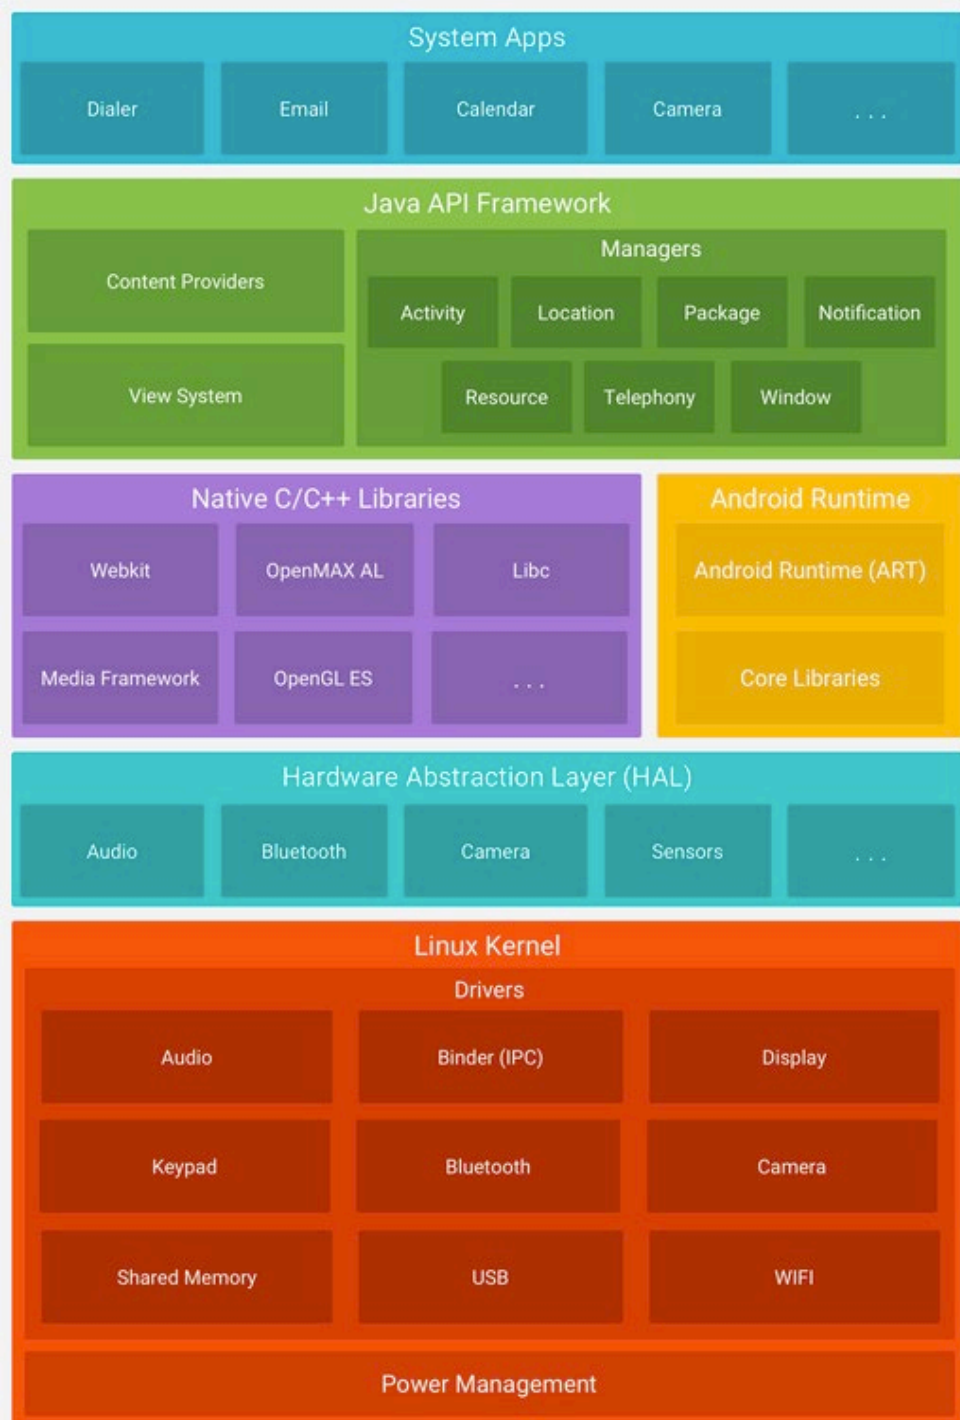 System Apps
Dialer Email Calendar Camera . . .
Java API Framework
Content Providers
View System
Managers
Activity Location Package Notification
Resource Telephony Window
Native C/C++ Libraries
Webkit OpenMAX AL Libc
Media Framework OpenGL ES . . .
Android Runtime
Android Runtime (ART)
Core Libraries
Hardware Abstraction Layer (HAL)
Audio Bluetooth Camera Sensors . . .
Linux Kernel
Drivers
Audio Binder (IPC) Display
Keypad Bluetooth Camera
Shared Memory USB WIFI
Power Management